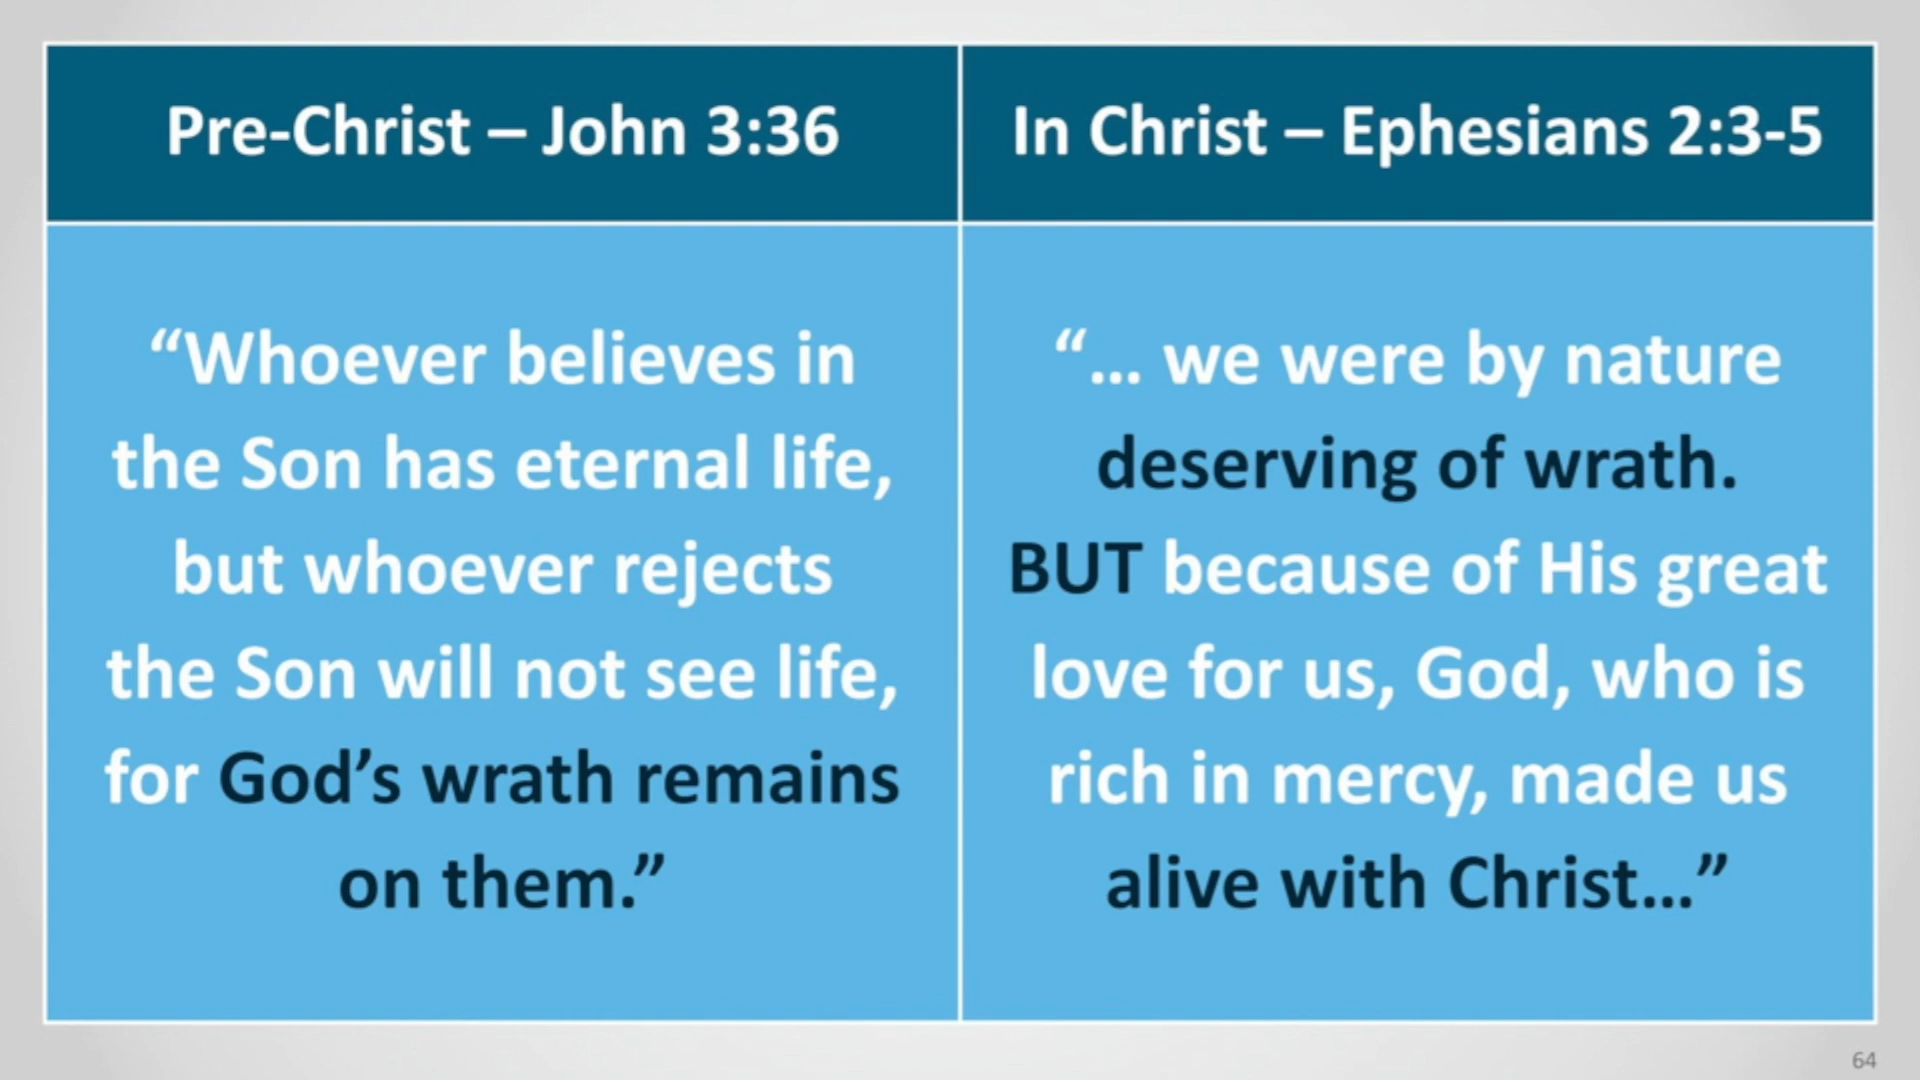 Pre-Christ – John 3:36
“Whoever believes in
the Son has eternal life,
but whoever rejects
the Son will not see life,
for God’s wrath remains
on them.”
In Christ – Ephesians 2:3-5
“… we were by nature
deserving of wrath.
BUT because of His great
love for us, God, who is
rich in mercy, made us
alive with Christ…”
64